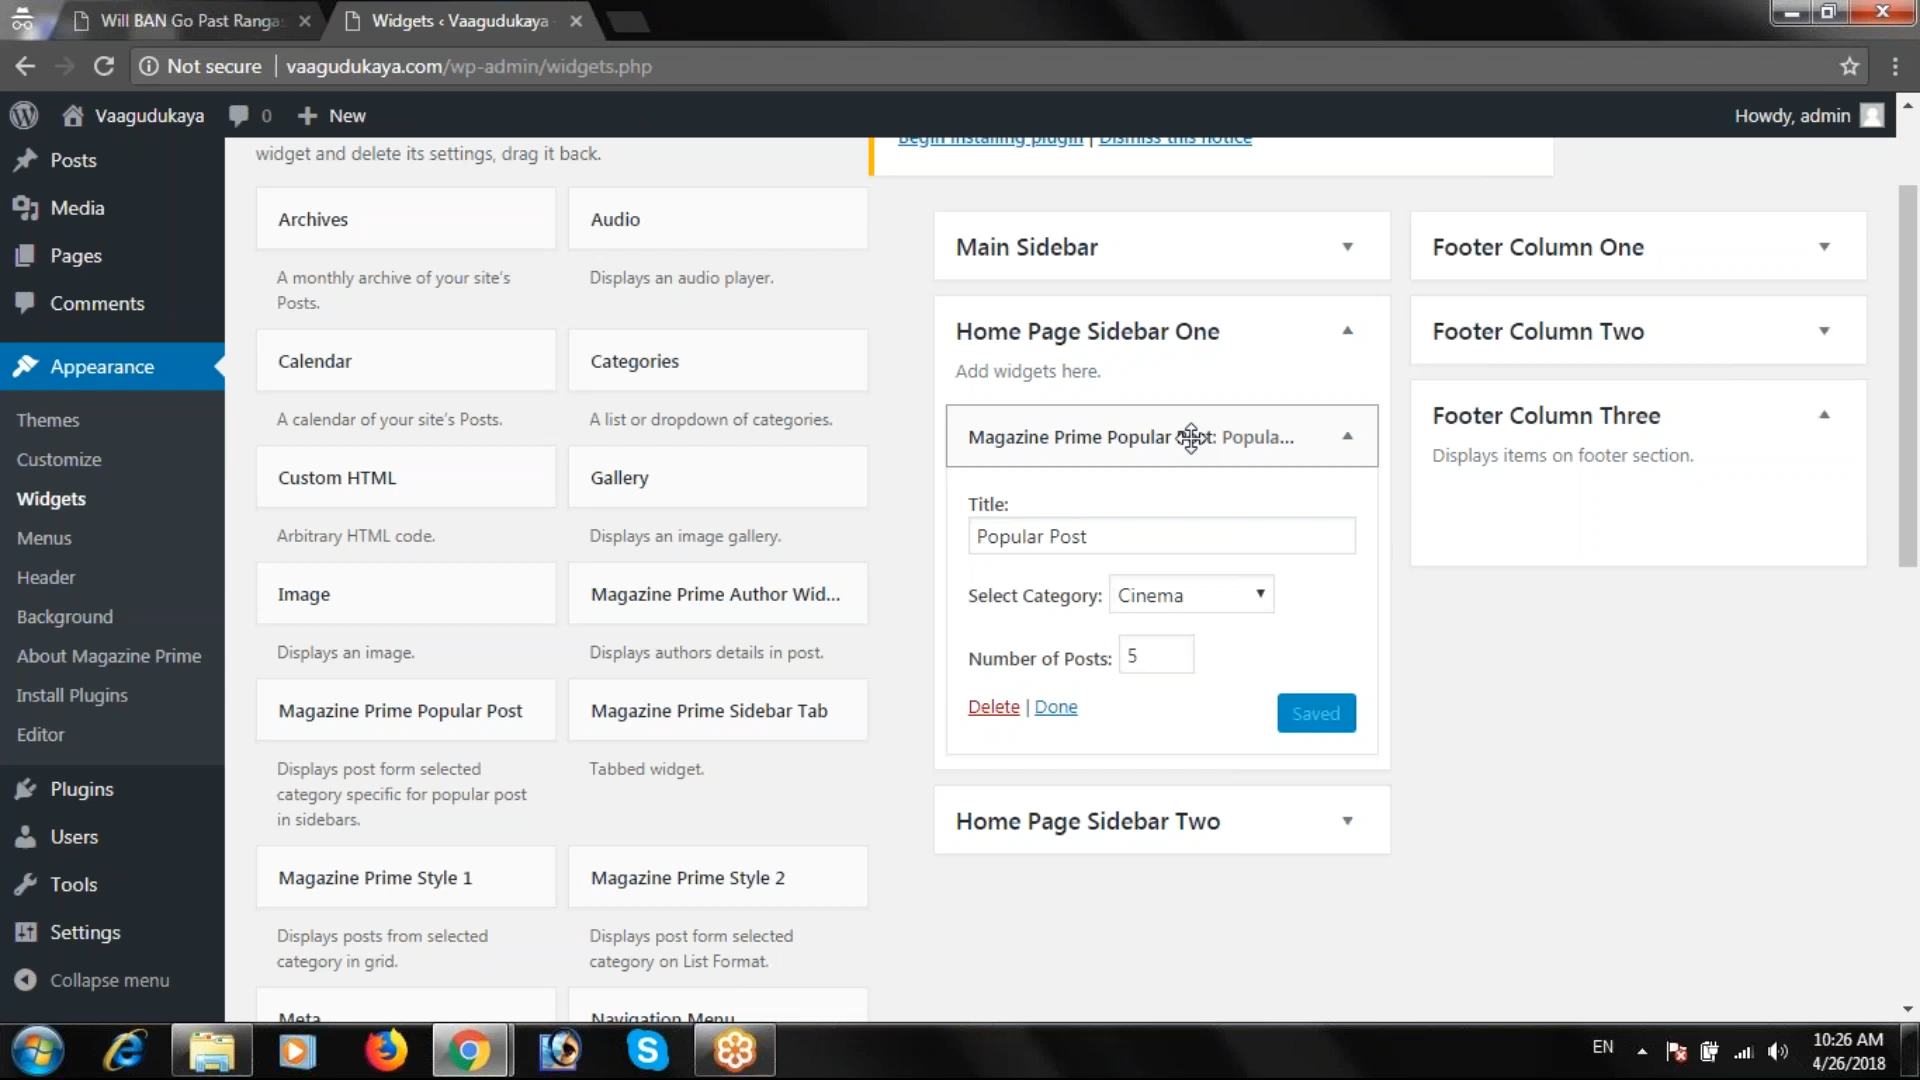 Will BAN Go Past Ranga
Widgets ‹ Vaagudukaya
Not secure
vaagudukaya.com/wp-admin/widgets.php
Vaagudukaya
0
New
Howdy, admin
Posts
Media
Pages
Comments
Appearance
Themes
Customize
Widgets
Menus
Header
Background
About Magazine Prime
Install Plugins
Editor
Plugins
Users
Tools
Settings
Collapse menu
widget and delete its settings, drag it back.
Begin installing plugin | Dismiss this notice
Archives
A monthly archive of your site's
Posts.
Audio
Displays an audio player.
Calendar
A calendar of your site's Posts.
Categories
A list or dropdown of categories.
Custom HTML
Arbitrary HTML code.
Gallery
Displays an image gallery.
Image
Displays an image.
Magazine Prime Author Wid...
Displays authors details in post.
Magazine Prime Popular Post
Displays post form selected
category specific for popular post
in sidebars.
Magazine Prime Sidebar Tab
Tabbed widget.
Magazine Prime Style 1
Displays posts from selected
category in grid.
Magazine Prime Style 2
Displays post form selected
category on List Format.
Meta
Navigation Menu
Main Sidebar
Home Page Sidebar One
Add widgets here.
Magazine Prime Popular
Popula...
Title:
Popular Post
Select Category: Cinema
Number of Posts: 5
Delete | Done
Saved
Home Page Sidebar Two
Footer Column One
Footer Column Two
Footer Column Three
Displays items on footer section.
EN
10:26 AM
4/26/2018